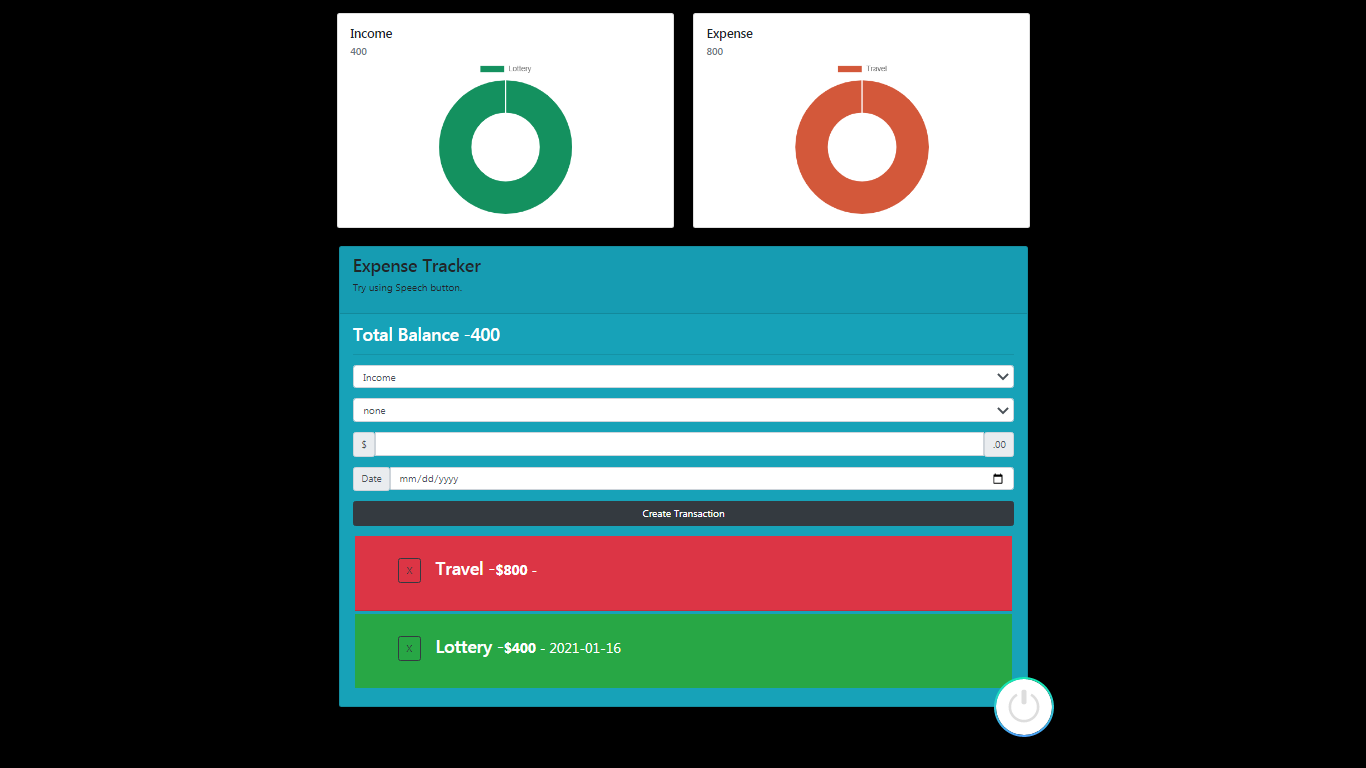 Income
400
Lottery
Expense
800
Travel
Expense Tracker
Try using Speech button.
Total Balance -400
Income
none
$ .00
Date mm/dd/yyyy
Create Transaction
X Travel -$800 -
X Lottery -$400 - 2021-01-16